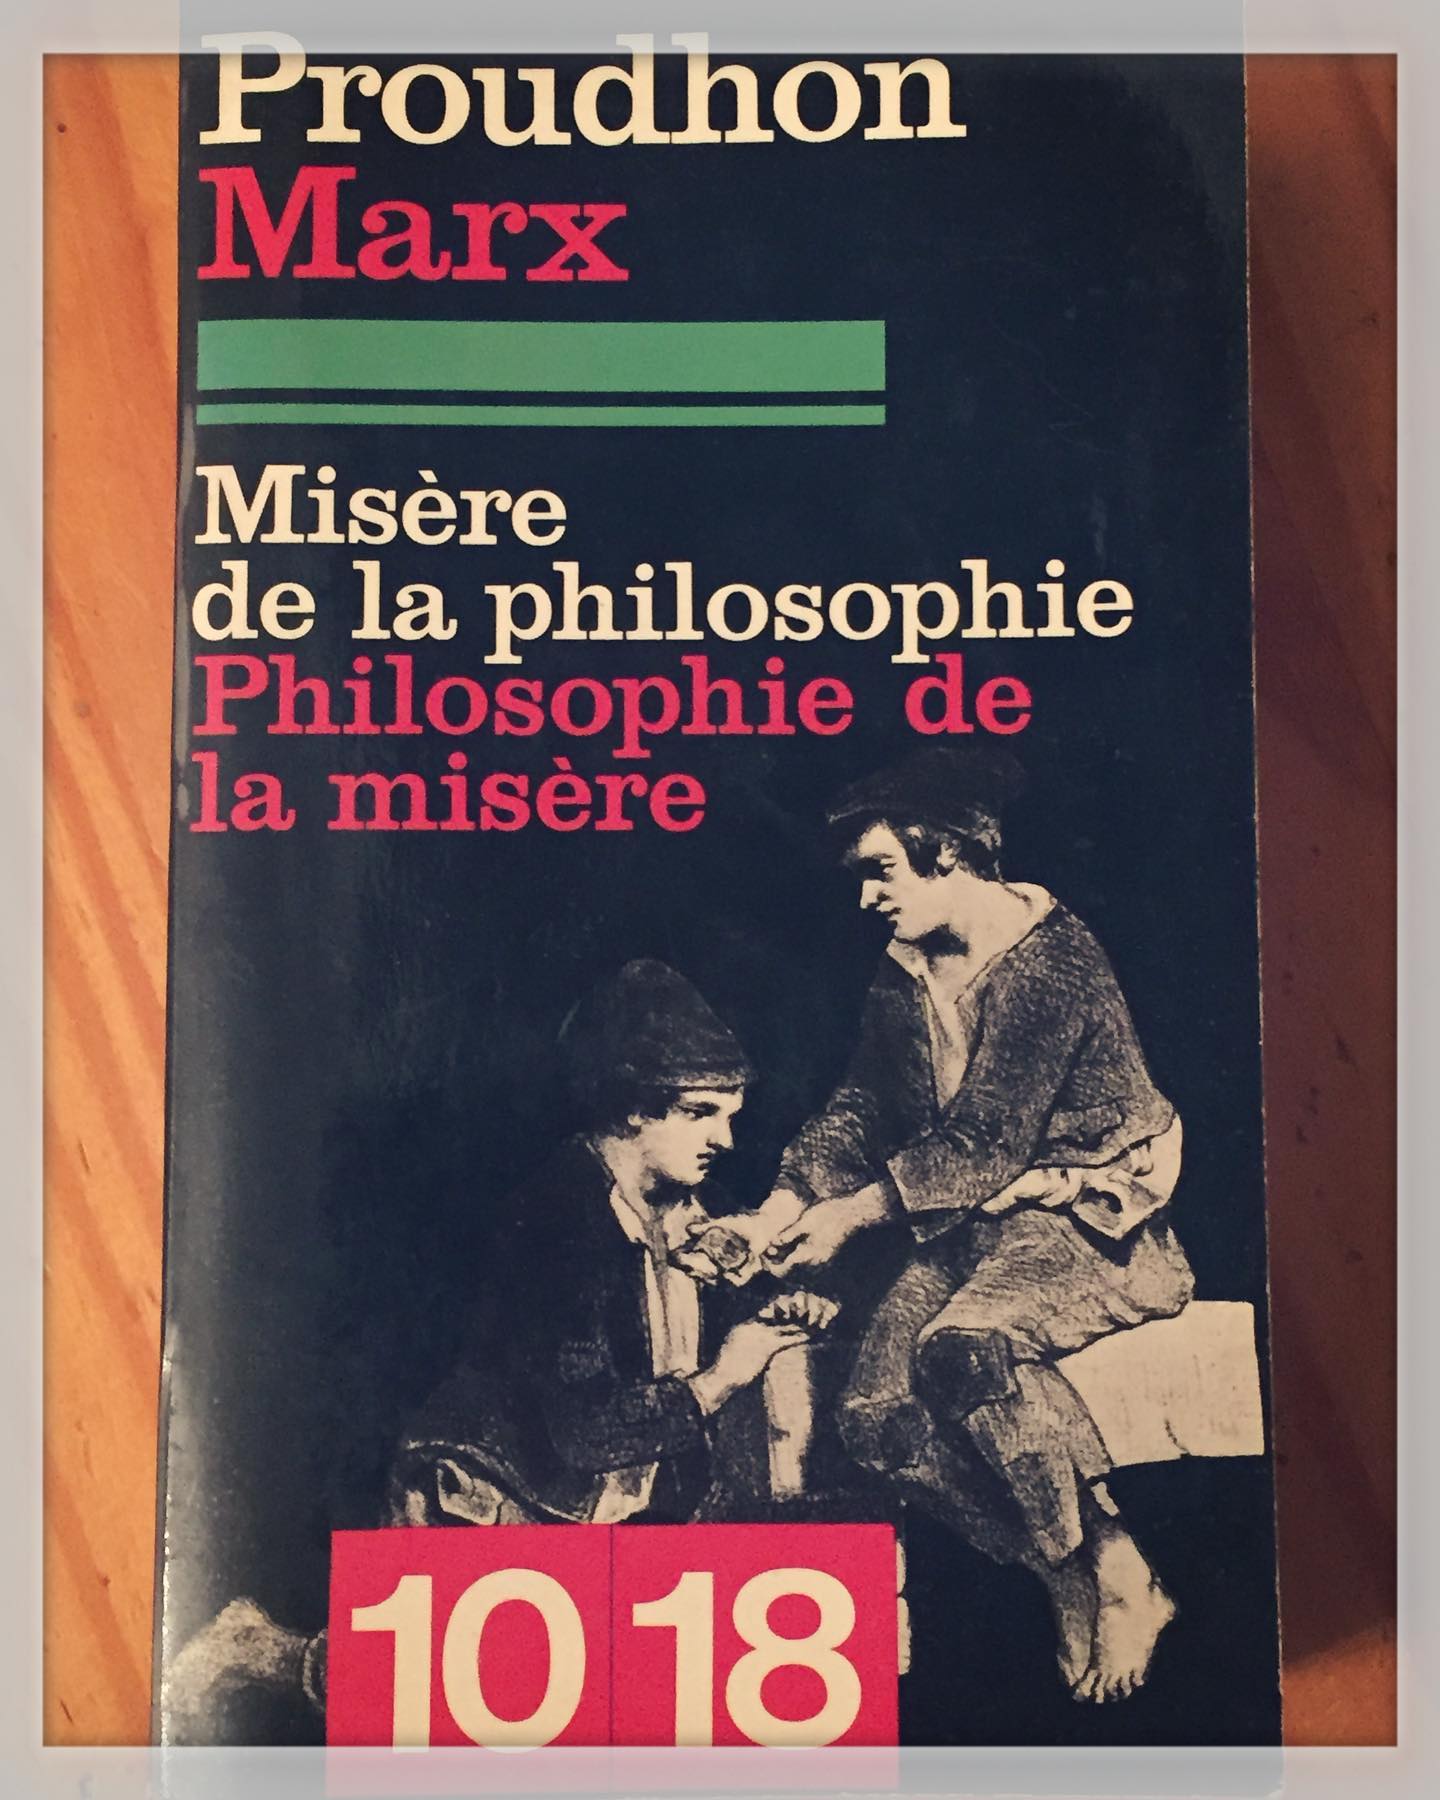 Proudhon
Marx
Misère
de la philosophie
Philosophie de
la misère
10 18